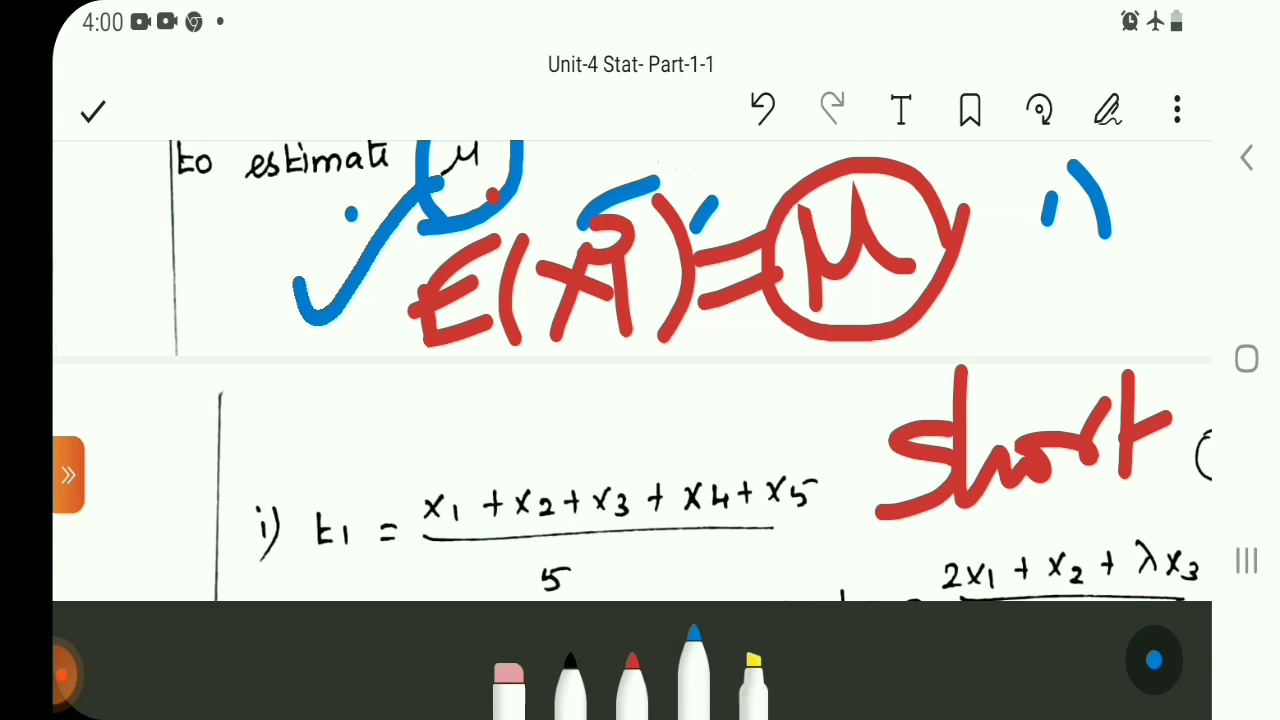 4:00
Unit-4 Stat- Part-1-1
T
to estimate μ
E(xi) = μ
Short
i) t1 = x1 + x2 + x3 + x4 + x5
5
2x1 + x2 + λx3